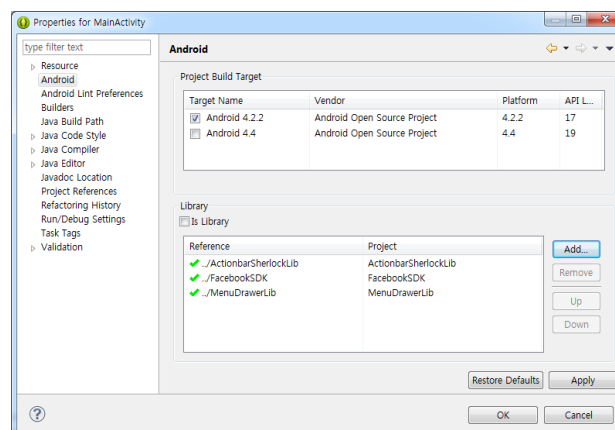 Properties for MainActivity
type filter text
Resource
Android
Android Lint Preferences
Builders
Java Build Path
Java Code Style
Java Compiler
Java Editor
Javadoc Location
Project References
Refactoring History
Run/Debug Settings
Task Tags
Validation
Android
Project Build Target
Target Name Vendor Platform API L...
Android 4.2.2 Android Open Source Project 4.2.2 17
Android 4.4 Android Open Source Project 4.4 19
Library
Is Library
Reference Project
../ActionbarSherlockLib ActionbarSherlockLib
../FacebookSDK FacebookSDK
../MenuDrawerLib MenuDrawerLib
Add...
Remove
Up
Down
Restore Defaults Apply
OK Cancel